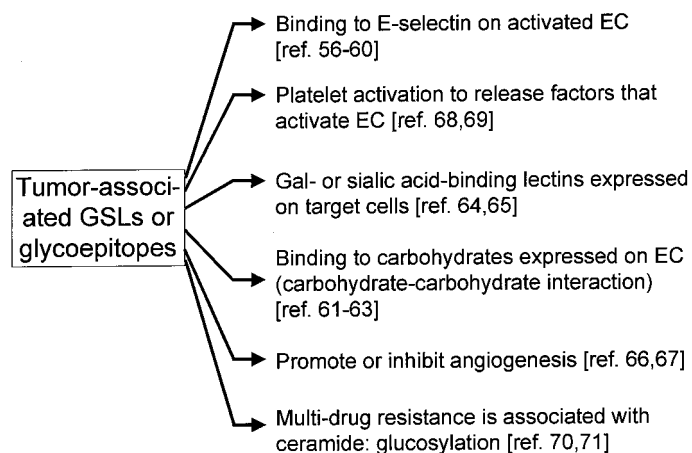 Binding to E-selectin on activated EC
[ref. 56-60]
Platelet activation to release factors that
activate EC [ref. 68,69]
Tumor-associ-
ated GSLs or
glycoepitopes
Gal- or sialic acid-binding lectins expressed
on target cells [ref. 64,65]
Binding to carbohydrates expressed on EC
(carbohydrate-carbohydrate interaction)
[ref. 61-63]
Promote or inhibit angiogenesis [ref. 66,67]
Multi-drug resistance is associated with
ceramide: glucosylation [ref. 70,71]